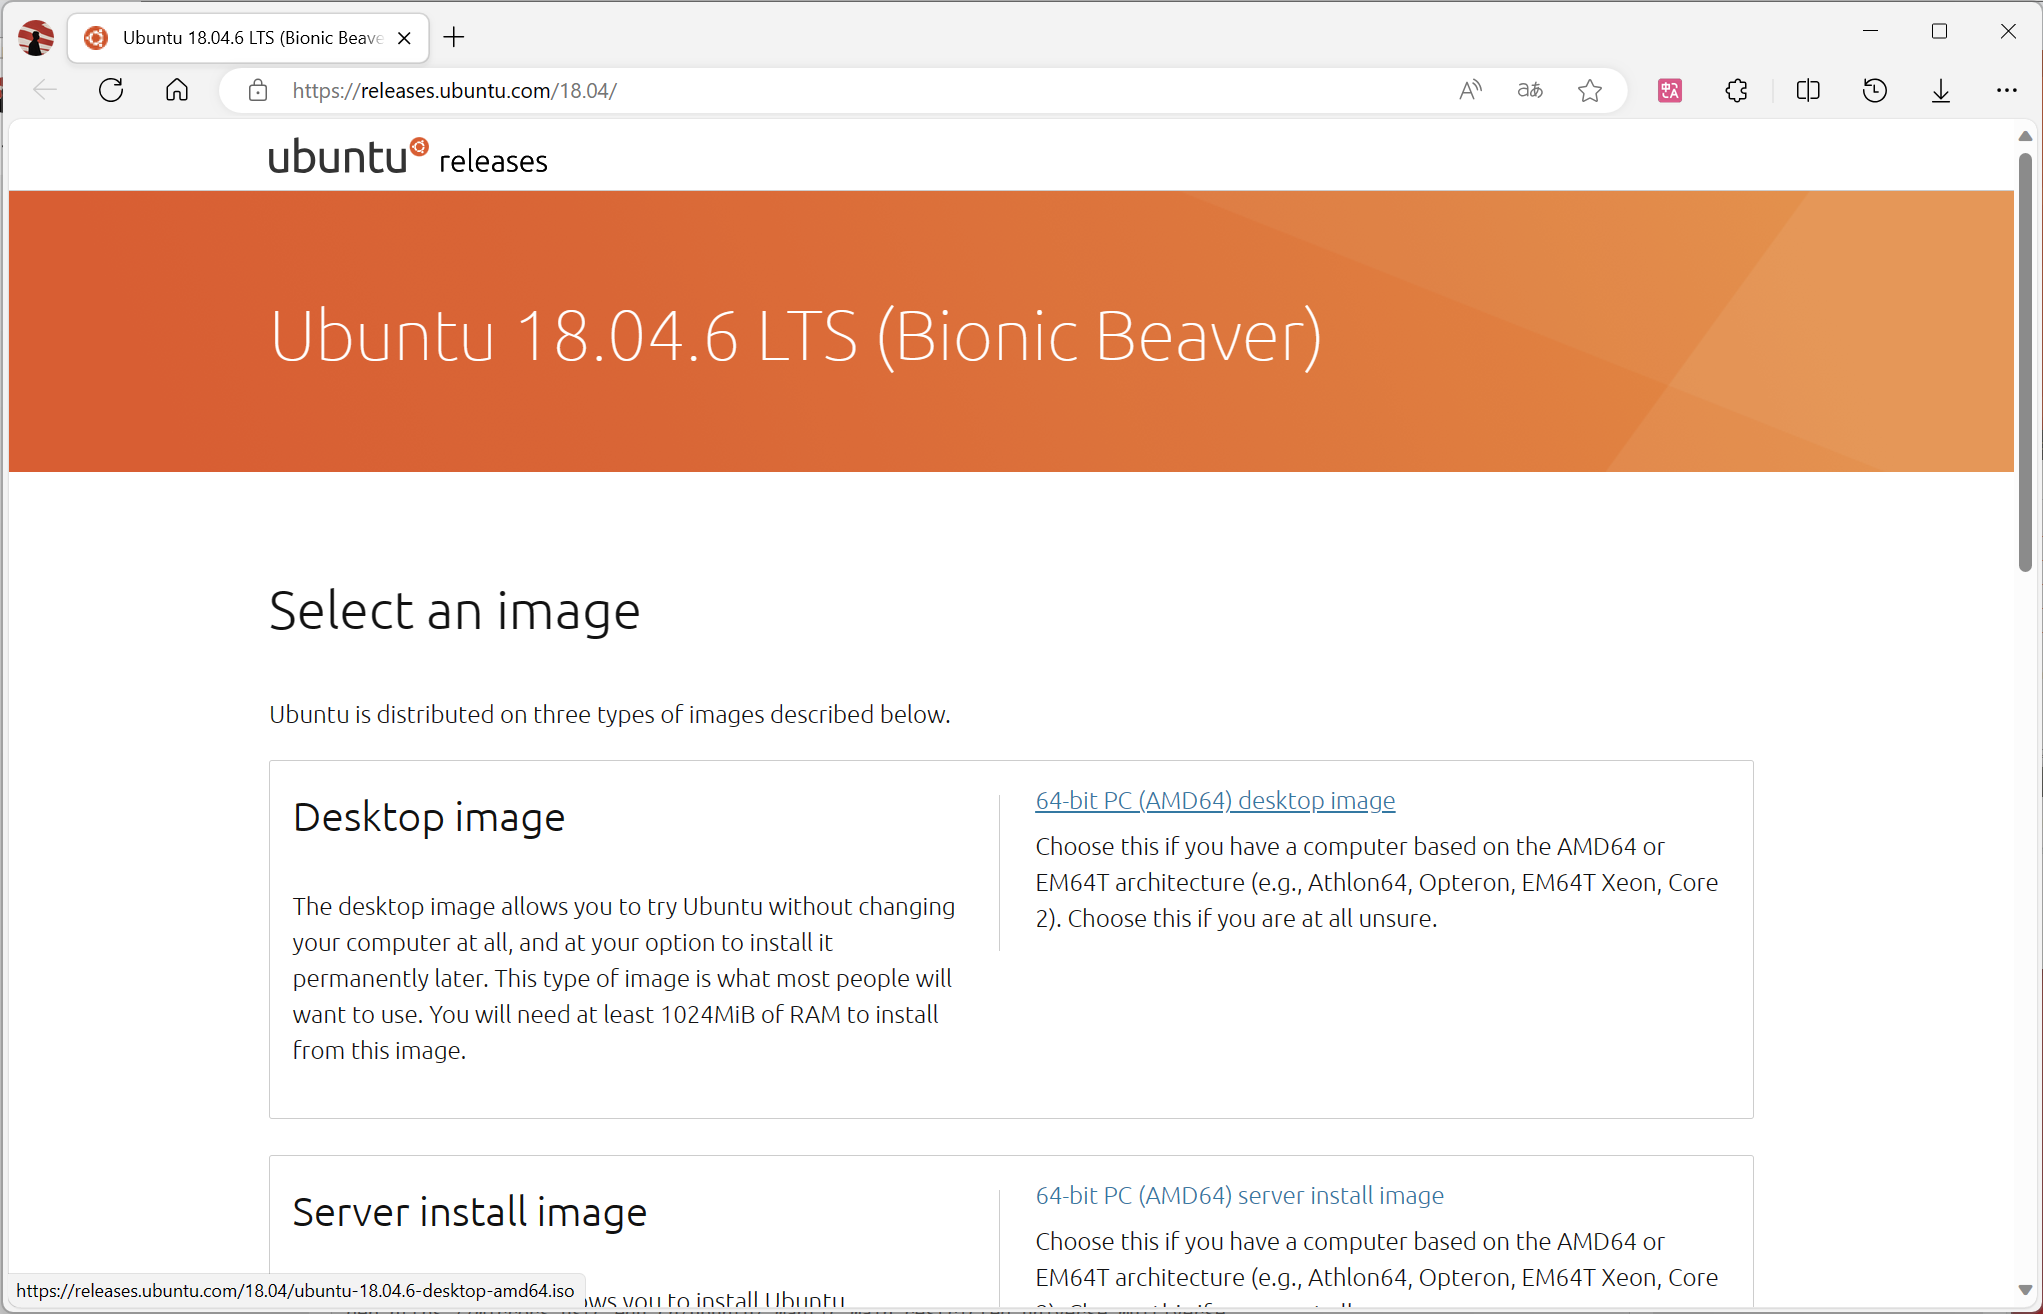 Ubuntu 18.04.6 LTS (Bionic Beave
https://releases.ubuntu.com/18.04/
ubuntu releases
Ubuntu 18.04.6 LTS (Bionic Beaver)
Select an image
Ubuntu is distributed on three types of images described below.
Desktop image
The desktop image allows you to try Ubuntu without changing
your computer at all, and at your option to install it
permanently later. This type of image is what most people will
want to use. You will need at least 1024MiB of RAM to install
from this image.
64-bit PC (AMD64) desktop image
Choose this if you have a computer based on the AMD64 or
EM64T architecture (e.g., Athlon64, Opteron, EM64T Xeon, Core
2). Choose this if you are at all unsure.
Server install image
ows you to install Ubuntu
64-bit PC (AMD64) server install image
Choose this if you have a computer based on the AMD64 or
EM64T architecture (e.g., Athlon64, Opteron, EM64T Xeon, Core
https://releases.ubuntu.com/18.04/ubuntu-18.04.6-desktop-amd64.iso